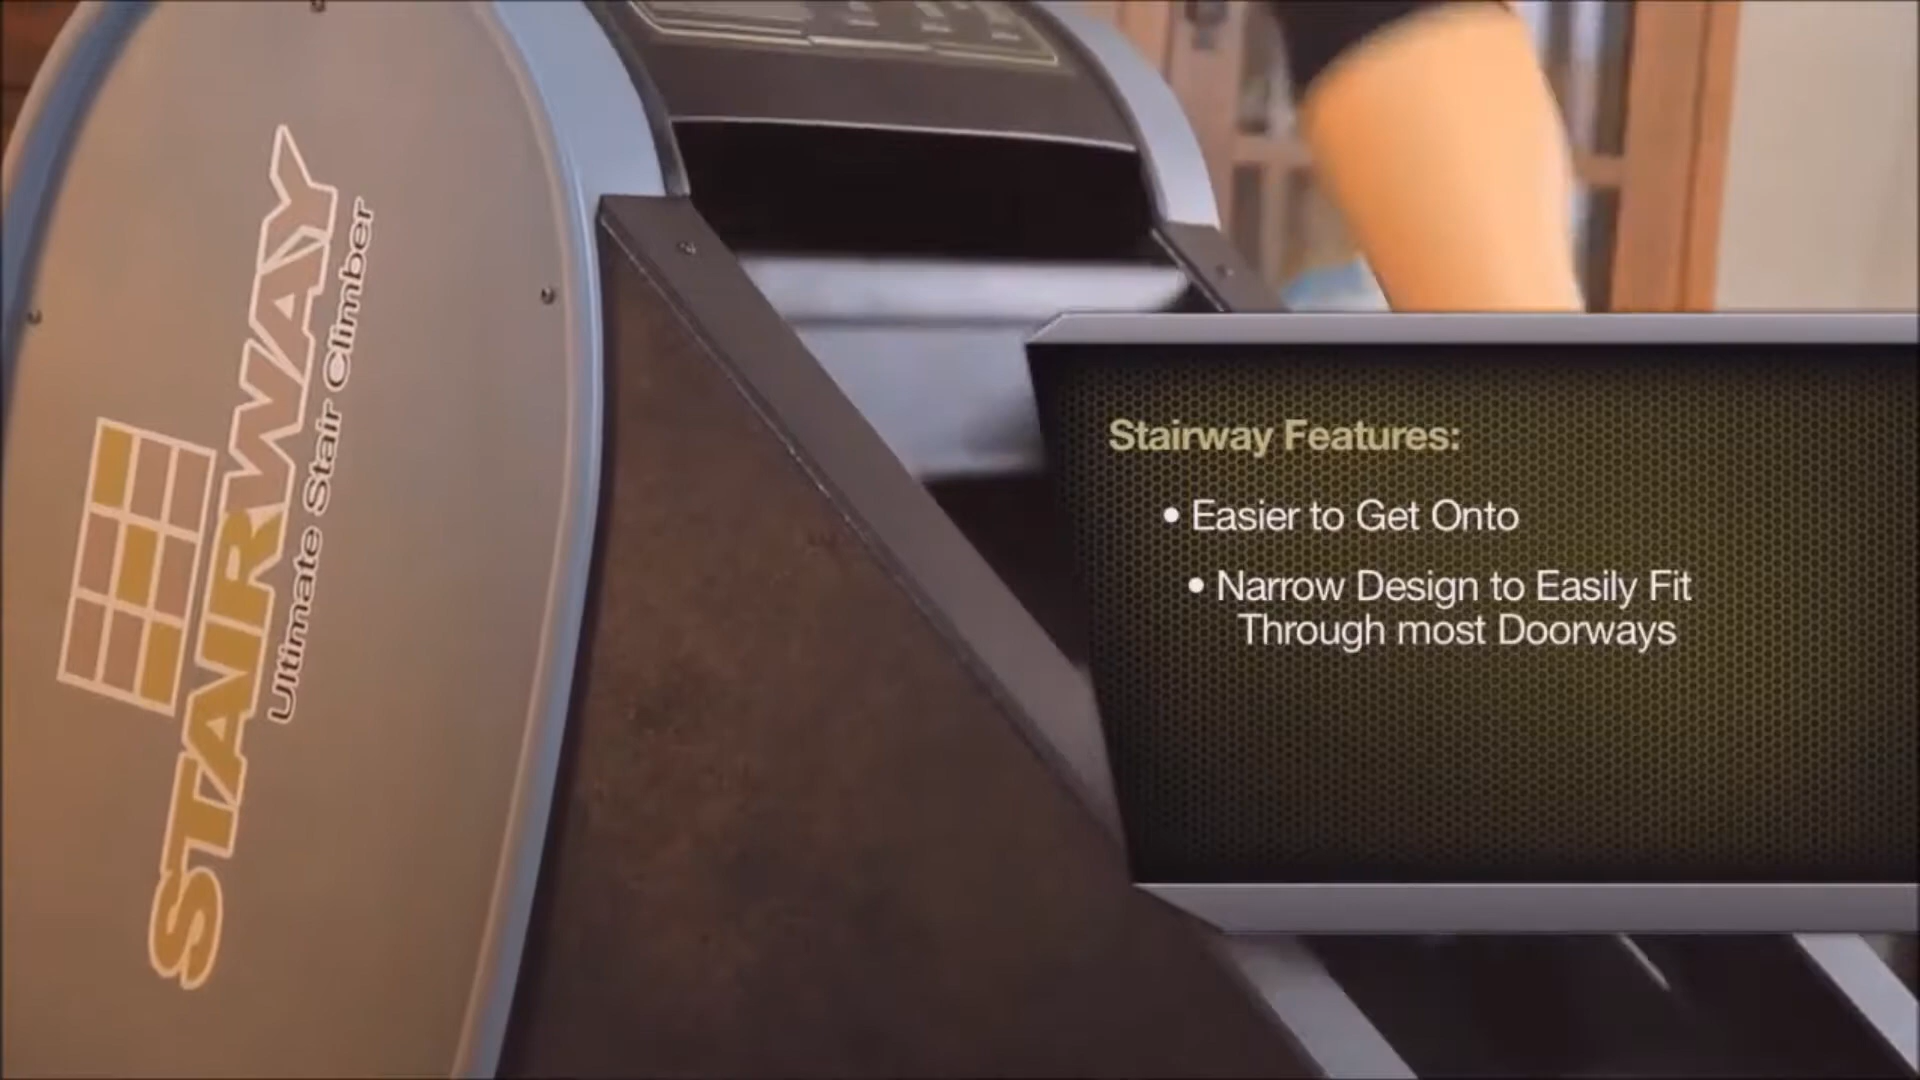 STAIRWAY
Ultimate Stair Climber
Stairway Features:
• Easier to Get Onto
• Narrow Design to Easily Fit
Through most Doorways